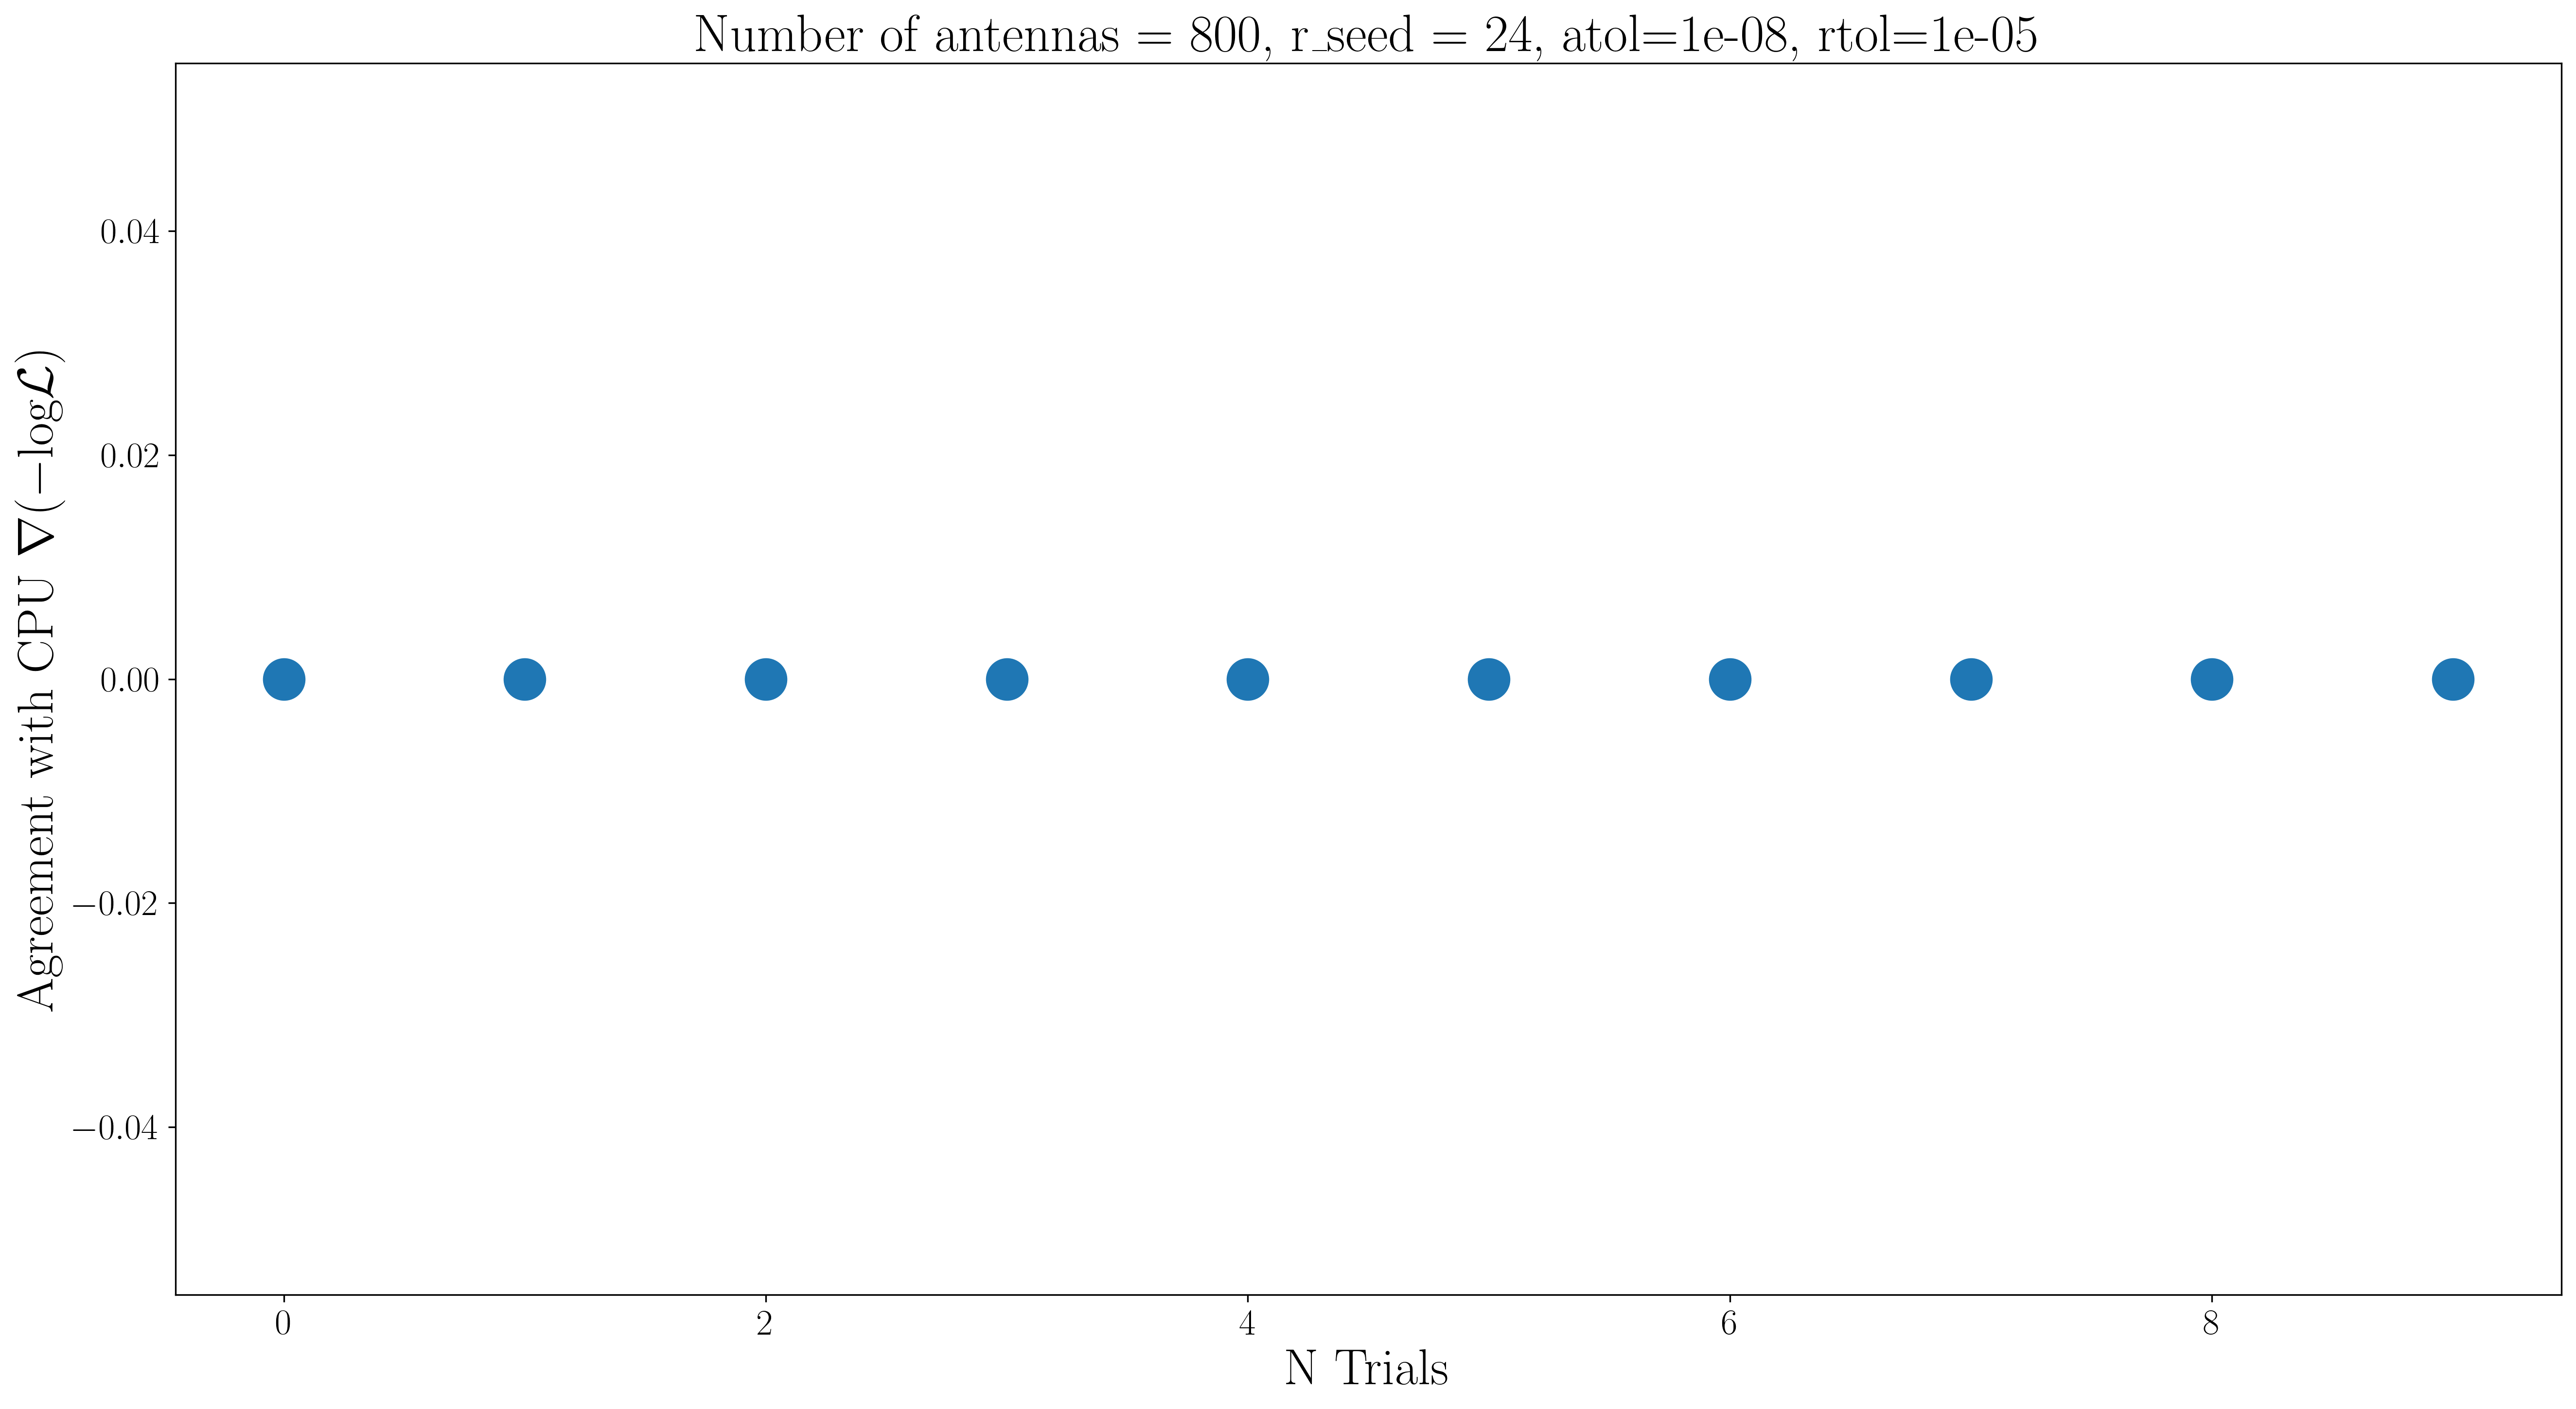 Number of antennas = 800, r_seed = 24, atol=1e-08, rtol=1e-05
Agreement with CPU ∇(−logℒ)
0.04
0.02
0.00
−0.02
−0.04
0 2 4 6 8
N Trials